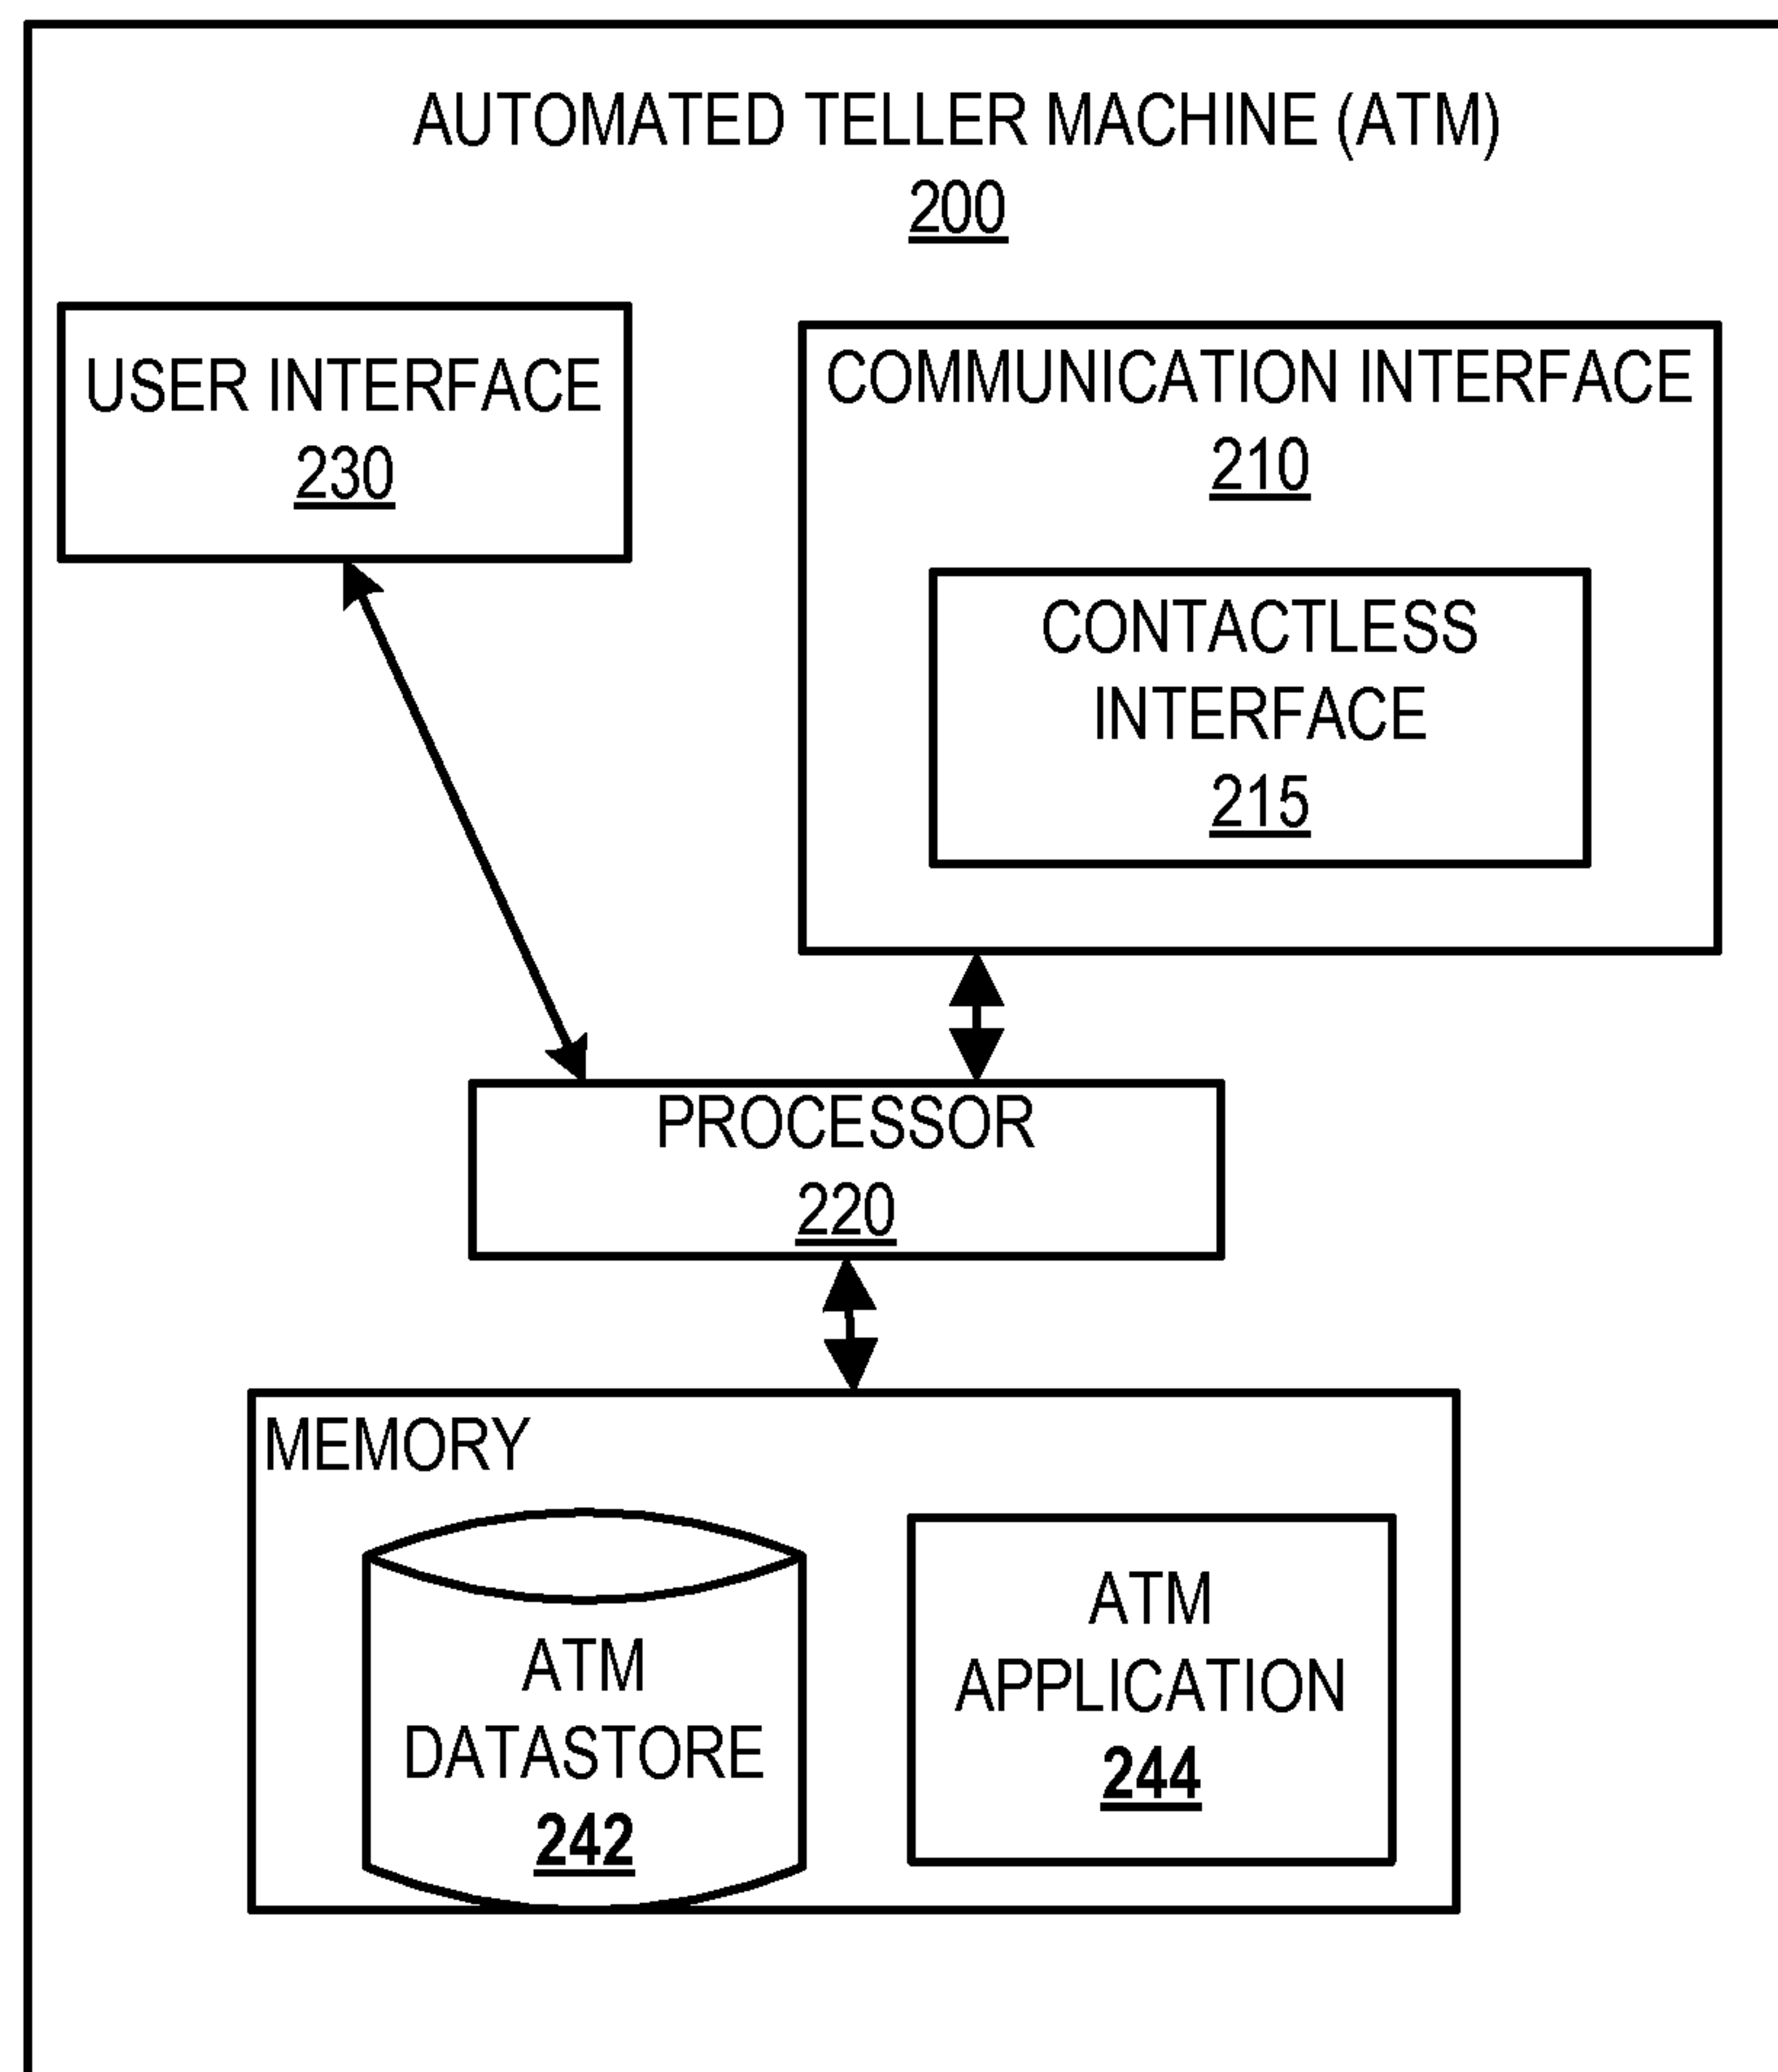 AUTOMATED TELLER MACHINE (ATM)
200
USER INTERFACE
230
COMMUNICATION INTERFACE
210
CONTACTLESS
INTERFACE
215
PROCESSOR
220
MEMORY
ATM
DATASTORE
242
ATM
APPLICATION
244